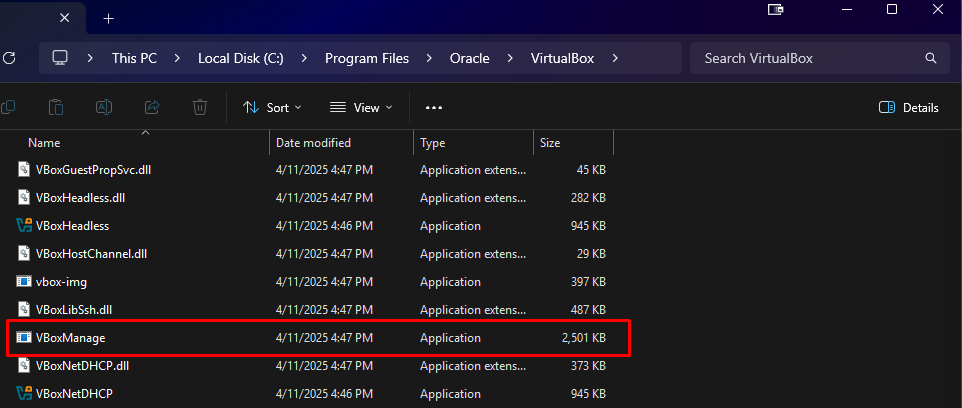 This PC > Local Disk (C:) > Program Files > Oracle > VirtualBox > Search VirtualBox
Sort View ••• Details
Name Date modified Type Size
VBoxGuestPropSvc.dll 4/11/2025 4:47 PM Application extens... 45 KB
VBoxHeadless.dll 4/11/2025 4:47 PM Application extens... 282 KB
VBoxHeadless 4/11/2025 4:46 PM Application 945 KB
VBoxHostChannel.dll 4/11/2025 4:47 PM Application extens... 29 KB
vbox-img 4/11/2025 4:47 PM Application 397 KB
VBoxLibSsh.dll 4/11/2025 4:47 PM Application extens... 487 KB
VBoxManage 4/11/2025 4:47 PM Application 2,501 KB
VBoxNetDHCP.dll 4/11/2025 4:47 PM Application extens... 373 KB
VBoxNetDHCP 4/11/2025 4:46 PM Application 945 KB